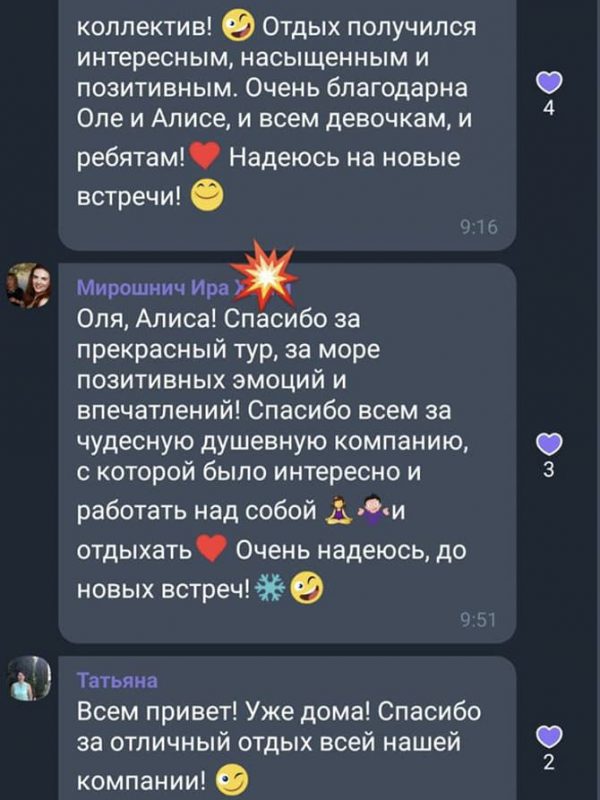 коллектив! 😜 Отдых получился
интересным, насыщенным и
позитивным. Очень благодарна
Оле и Алисе, и всем девочкам, и
ребятам!❤️ Надеюсь на новые
встречи! 😊
4
9:16
Мирошнич Ира
Оля, Алиса! Спасибо за
прекрасный тур, за море
позитивных эмоций и
впечатлений! Спасибо всем за
чудесную душевную компанию,
с которой было интересно и
работать над собой 🧘‍♀️🤷‍♂️и
отдыхать❤️ Очень надеюсь, до
новых встреч!❄️😜
3
9:51
Татьяна
Всем привет! Уже дома! Спасибо
за отличный отдых всей нашей
компании! 😉
2